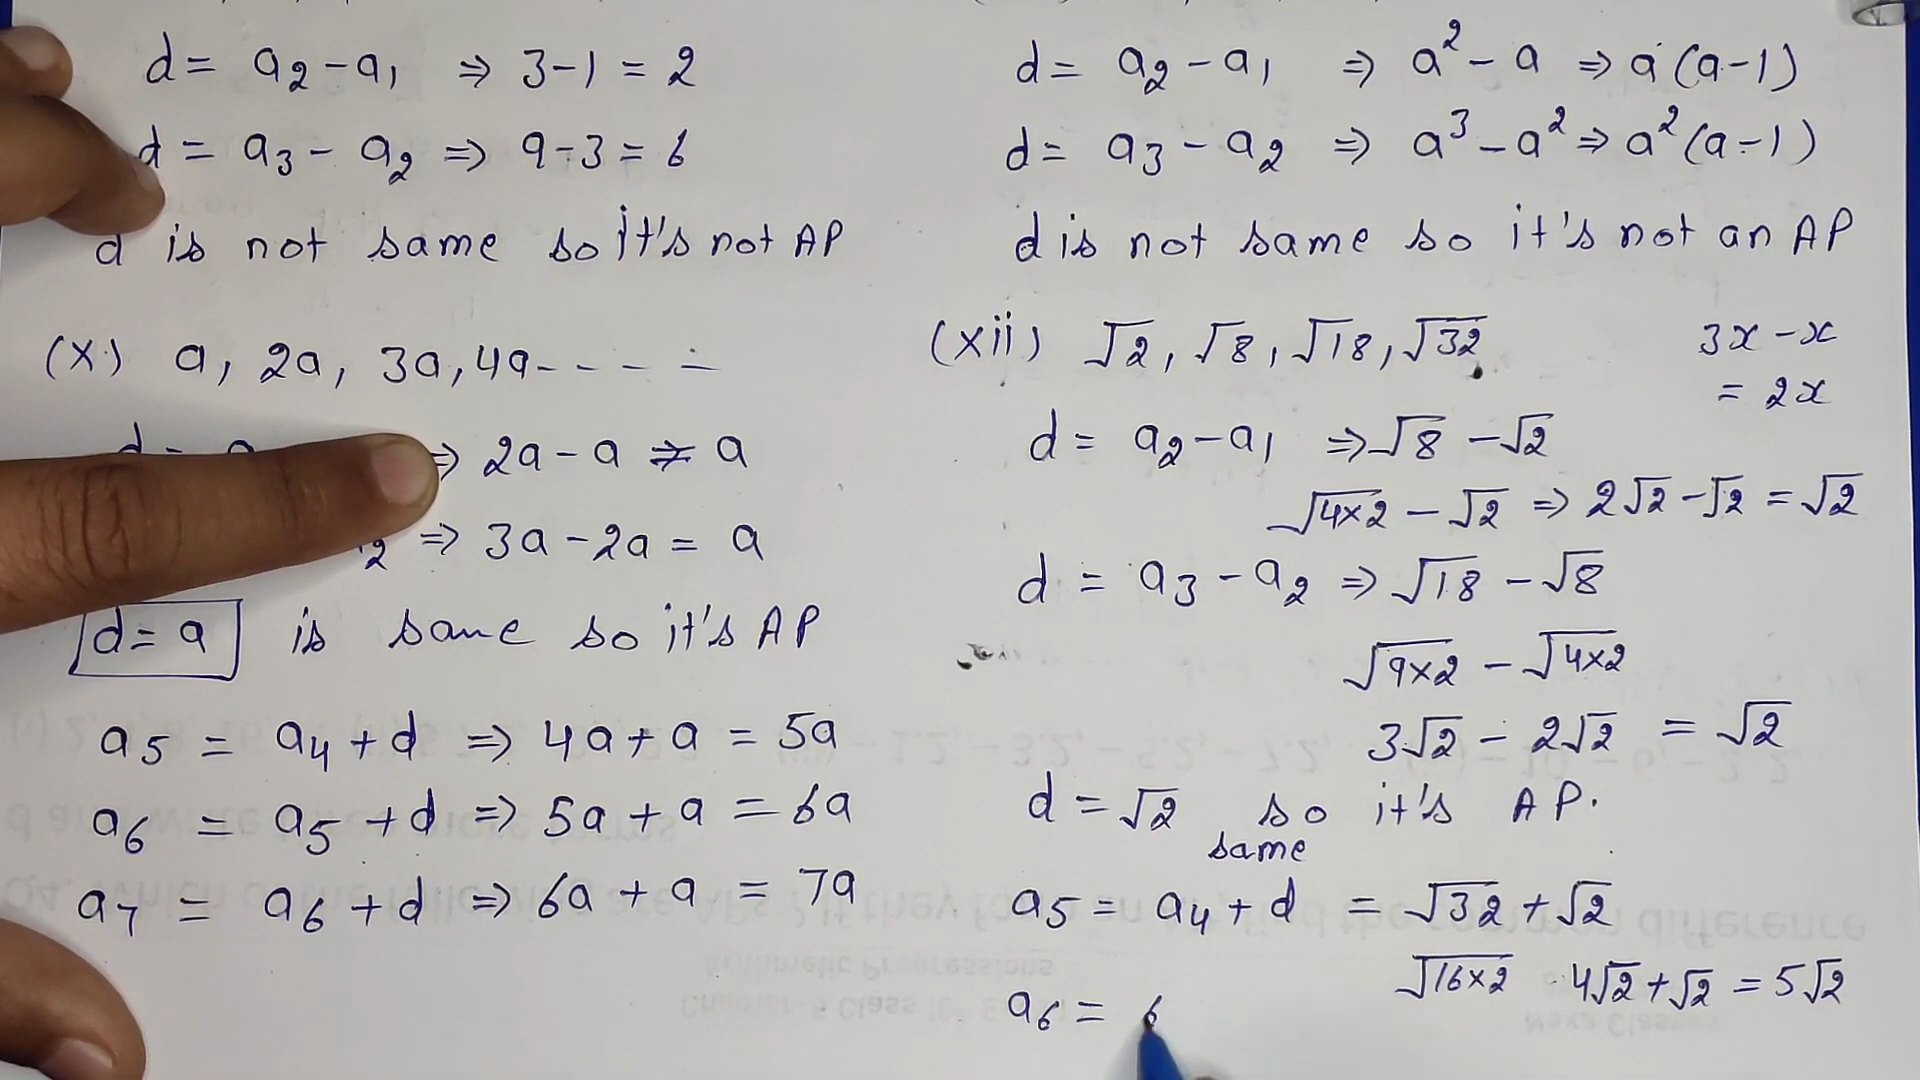 d = a₂ - a₁ ⇒ 3-1 = 2
d = a₃ - a₂ ⇒ 9-3 = 6
d is not same so it's not AP
(x) a, 2a, 3a, 4a - - - -
⇒ 2a - a ⇒ a
₂ ⇒ 3a - 2a = a
d = a is same so it's AP
a₅ = a₄ + d ⇒ 4a + a = 5a
a₆ = a₅ + d ⇒ 5a + a = 6a
a₇ = a₆ + d ⇒ 6a + a = 7a
d = a₂ - a₁ ⇒ a² - a ⇒ a (a-1)
d = a₃ - a₂ ⇒ a³ - a² ⇒ a² (a-1)
d is not same so it's not an AP
(xii) √2, √8, √18, √32
3x - x
= 2x
d = a₂ - a₁ ⇒ √8 - √2
√4×2 - √2 ⇒ 2√2 - √2 = √2
d = a₃ - a₂ ⇒ √18 - √8
√9×2 - √4×2
3√2 - 2√2 = √2
d = √2 so it's AP.
same
a₅ = a₄ + d = √32 + √2
√16×2 4√2 + √2 = 5√2
a₆ = 6